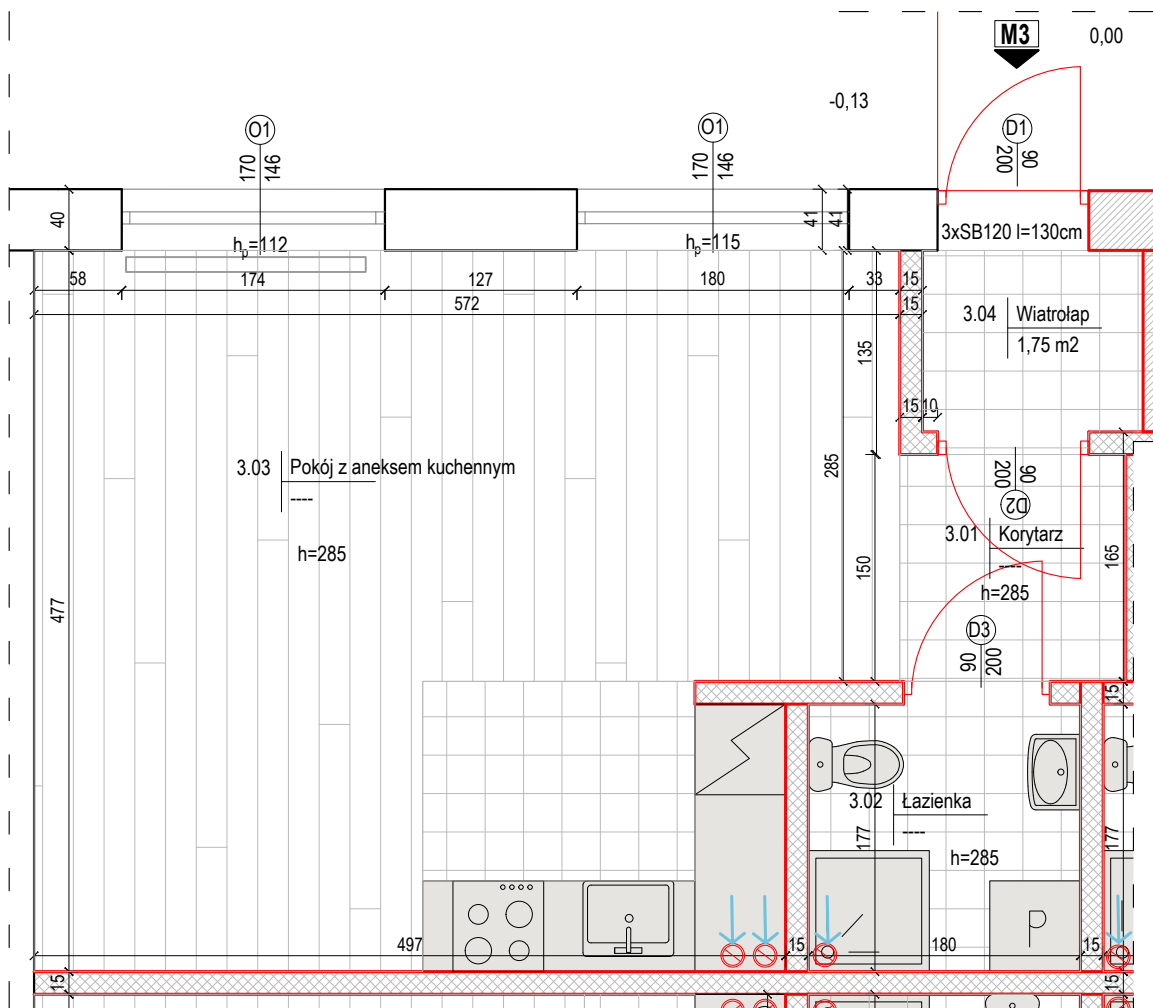 M3
0,00
-0,13
O1
170
146
O1
170
146
D1
90
200
40
41
41
3xSB120 l=130cm
hp=112
hp=115
58
174
127
180
33
15
572
15
3.04
Wiatrołap
1,75 m2
135
15
10
3.03
Pokój z aneksem kuchennym
----
h=285
285
90
200
D2
3.01
Korytarz
----
h=285
165
150
477
D3
90
200
15
3.02
Łazienka
----
h=285
177
177
P
497
15
180
15
15
15